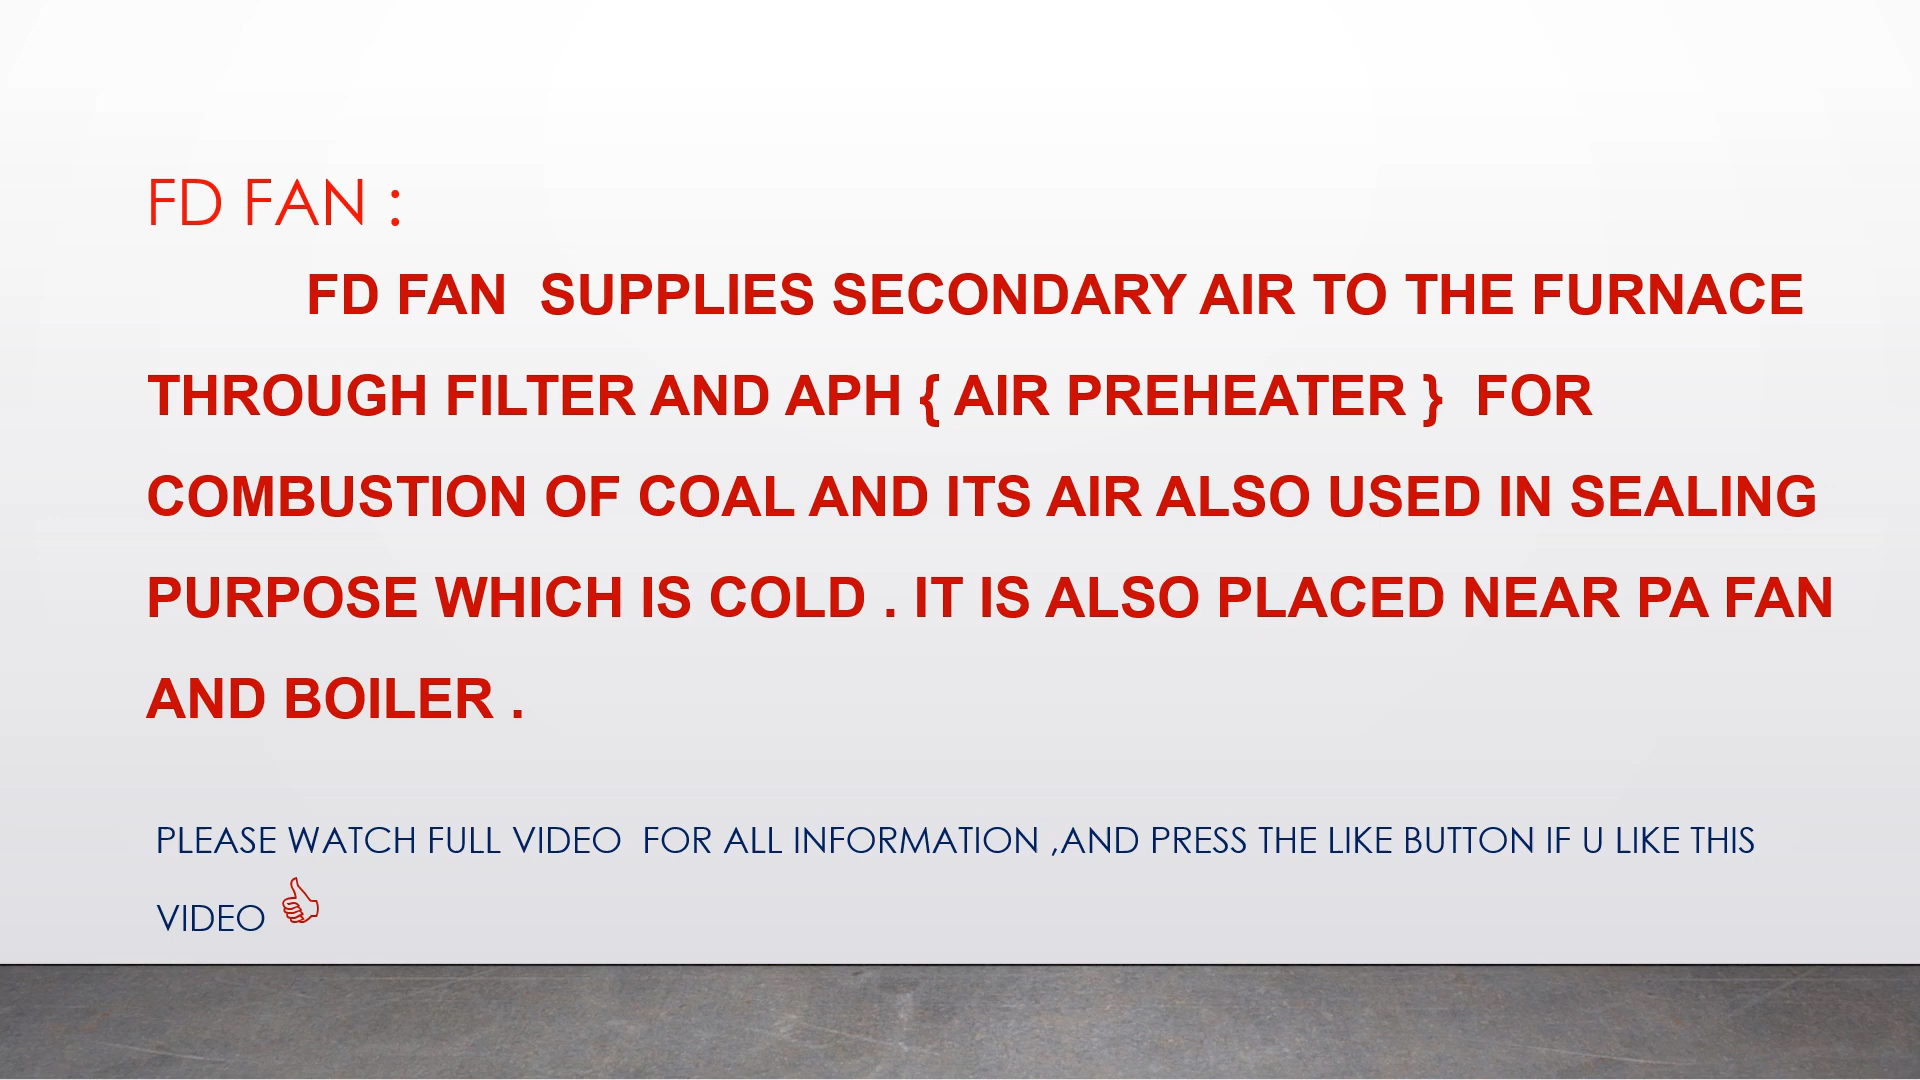 FD FAN :
FD FAN  SUPPLIES SECONDARY AIR TO THE FURNACE
THROUGH FILTER AND APH { AIR PREHEATER }  FOR
COMBUSTION OF COAL AND ITS AIR ALSO USED IN SEALING
PURPOSE WHICH IS COLD . IT IS ALSO PLACED NEAR PA FAN
AND BOILER .
PLEASE WATCH FULL VIDEO  FOR ALL INFORMATION ,AND PRESS THE LIKE BUTTON IF U LIKE THIS
VIDEO 👍